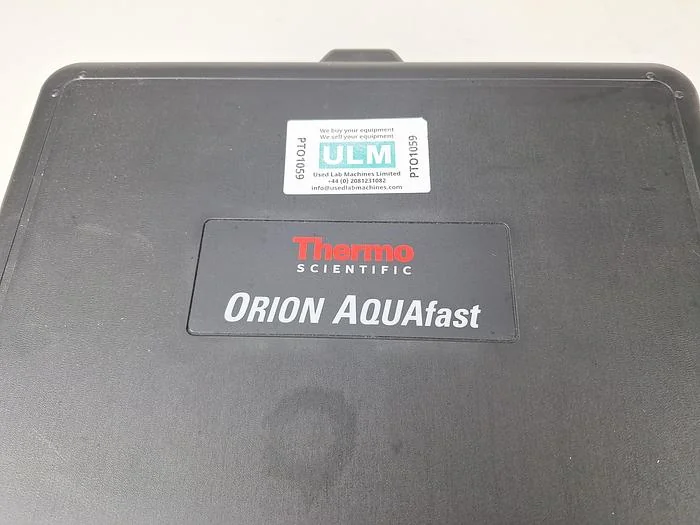 We buy your equipment
We sell your equipment
PTO1059
ULM
PTO1059
Used Lab Machines Limited
+44 (0) 2081231082
info@usedlabmachines.com
Thermo
SCIENTIFIC
ORION AQUAfast